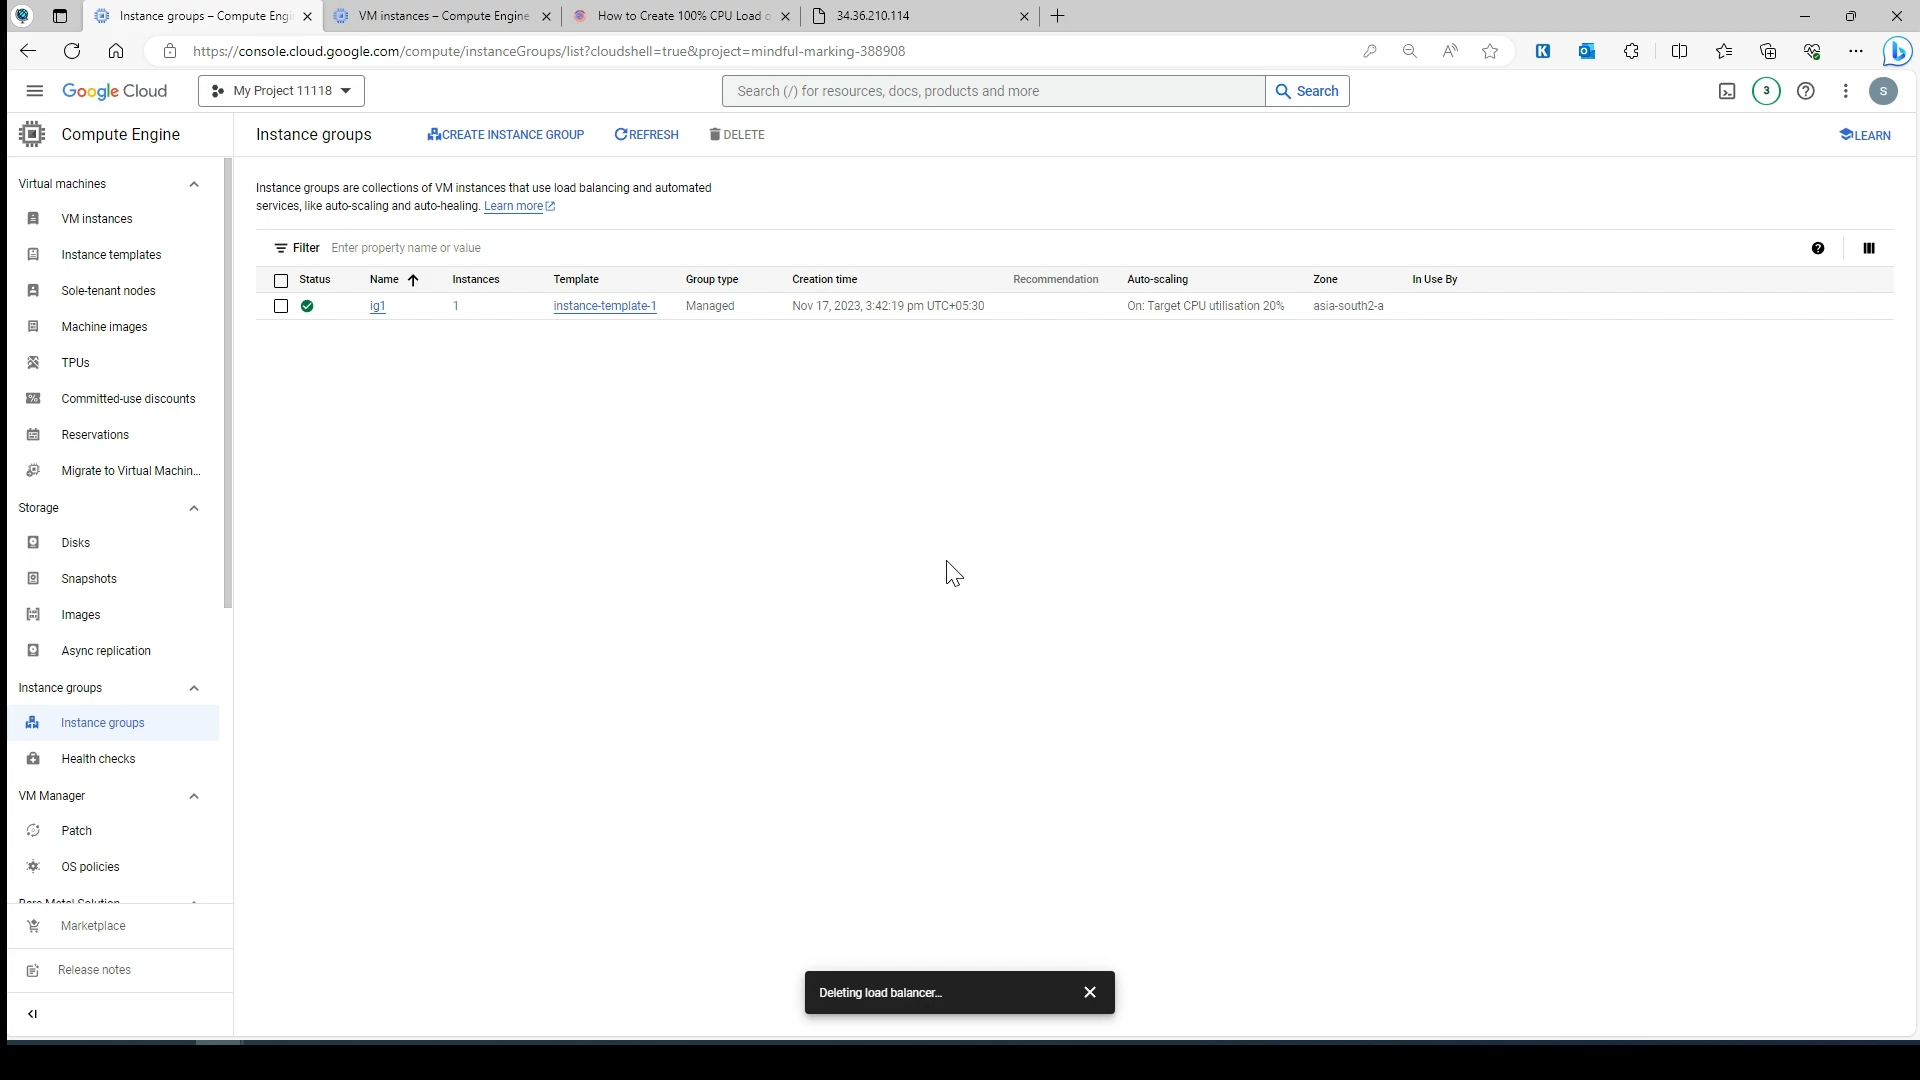 Instance groups – Compute Engi
VM instances – Compute Engine
How to Create 100% CPU Load o
34.36.210.114
https://console.cloud.google.com/compute/instanceGroups/list?cloudshell=true&project=mindful-marking-388908
Google Cloud
My Project 11118
Search (/) for resources, docs, products and more
Search
3
S
Compute Engine
Instance groups
CREATE INSTANCE GROUP
REFRESH
DELETE
LEARN
Virtual machines
VM instances
Instance templates
Sole-tenant nodes
Machine images
TPUs
Committed-use discounts
Reservations
Migrate to Virtual Machin...
Storage
Disks
Snapshots
Images
Async replication
Instance groups
Instance groups
Health checks
VM Manager
Patch
OS policies
Bare Metal Solution
Marketplace
Release notes
Instance groups are collections of VM instances that use load balancing and automated
services, like auto-scaling and auto-healing. Learn more
Filter Enter property name or value
Status Name Instances Template Group type Creation time Recommendation Auto-scaling Zone In Use By
ig1 1 instance-template-1 Managed Nov 17, 2023, 3:42:19 pm UTC+05:30 On: Target CPU utilisation 20% asia-south2-a
Deleting load balancer...